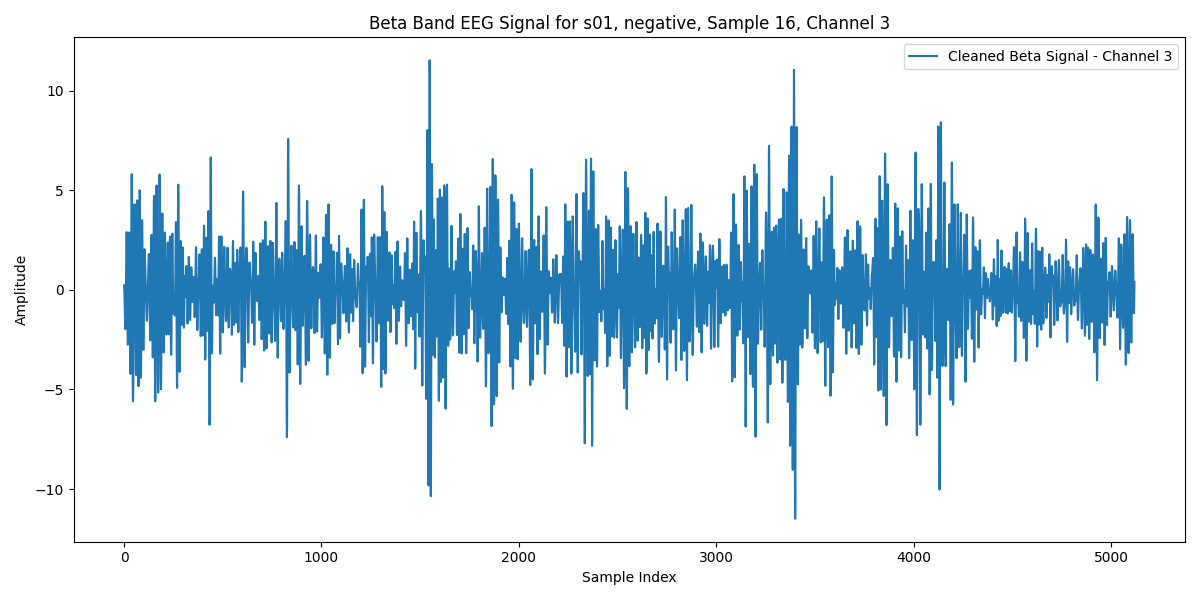 Beta Band EEG Signal for s01, negative, Sample 16, Channel 3
Cleaned Beta Signal - Channel 3
Amplitude
10
5
0
−5
−10
0 1000 2000 3000 4000 5000
Sample Index